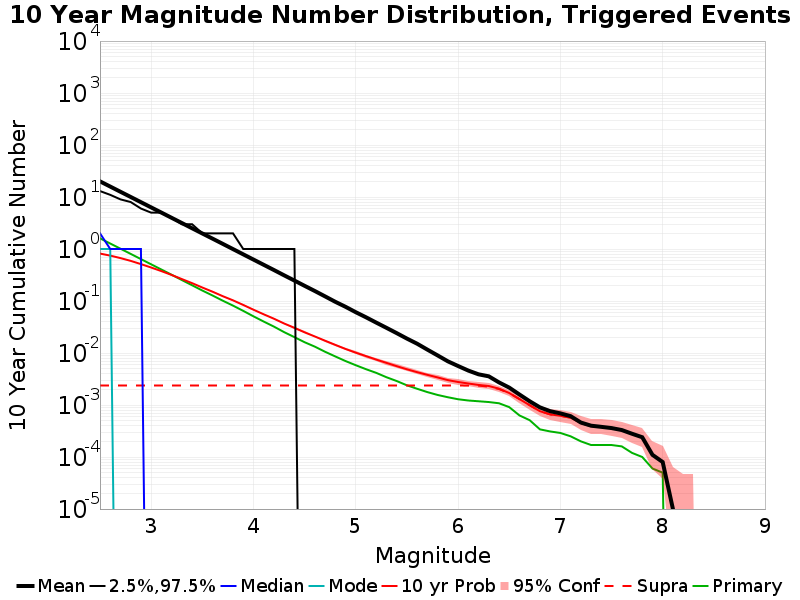 10 Year Magnitude Number Distribution, Triggered Events
10 Year Cumulative Number
10^4
10^3
10^2
10^1
10^0
10^-1
10^-2
10^-3
10^-4
10^-5
3 4 5 6 7 8 9
Magnitude
Mean 2.5%,97.5% Median Mode 10 yr Prob 95% Conf Supra Primary